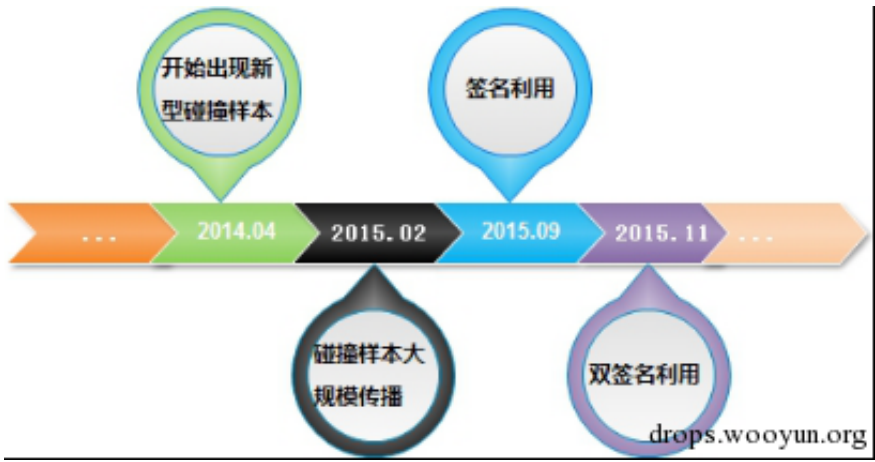 开始出现新
型碰撞样本
签名利用
...
2014.04
2015.02
2015.09
2015.11
...
碰撞样本大
规模传播
双签名利用
drops.wooyun.org